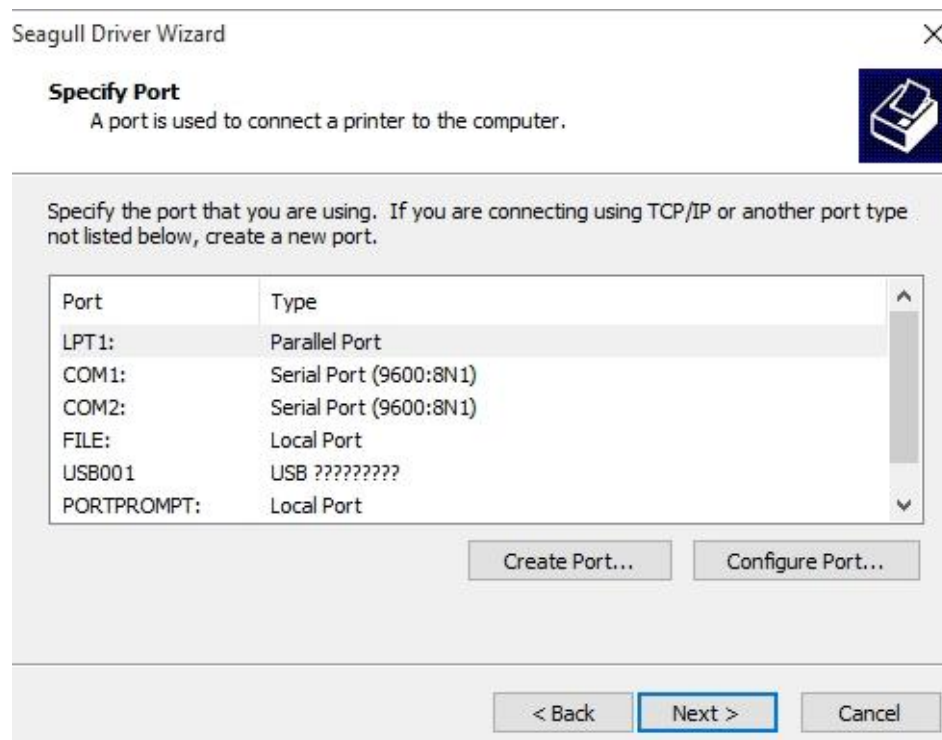 Seagull Driver Wizard
Specify Port
A port is used to connect a printer to the computer.
Specify the port that you are using. If you are connecting using TCP/IP or another port type
not listed below, create a new port.
Port Type
LPT1: Parallel Port
COM1: Serial Port (9600:8N1)
COM2: Serial Port (9600:8N1)
FILE: Local Port
USB001 USB ?????????
PORTPROMPT: Local Port
Create Port... Configure Port...
< Back Next > Cancel